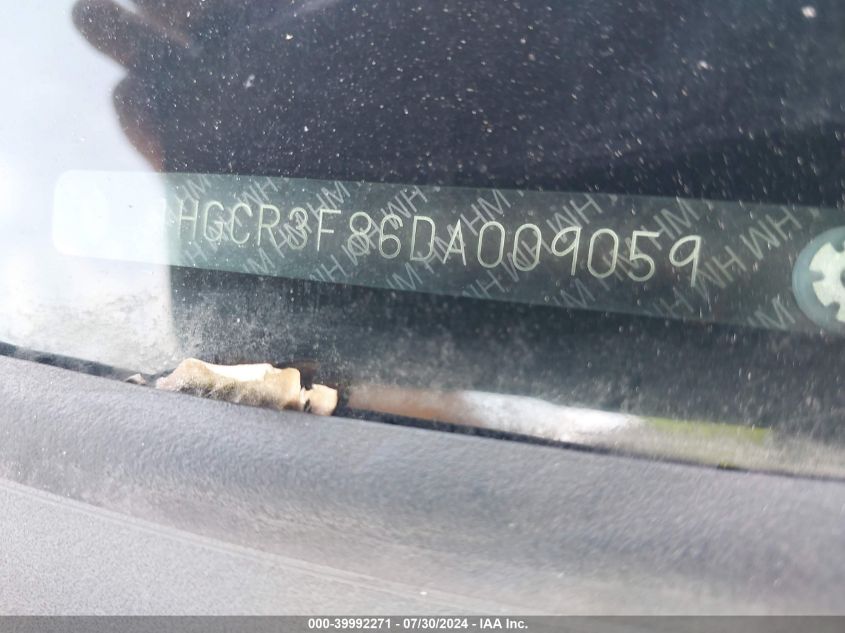 HGCR3F86DA009059
000-39992271 - 07/30/2024 - IAA Inc.